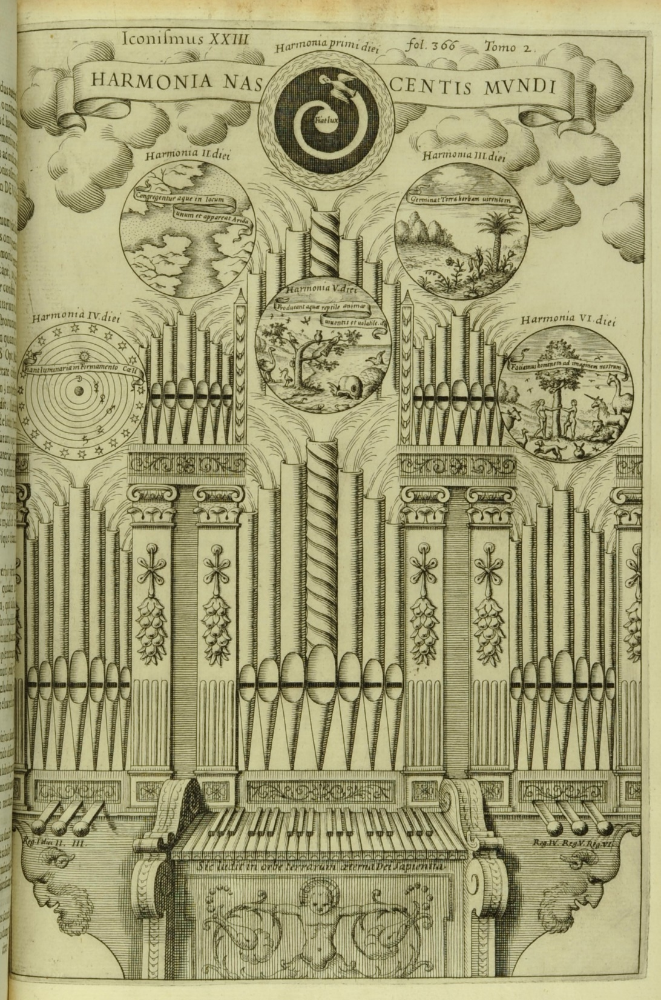 Iconismus XXIII
Harmonia primi diei
fol. 366 Tomo 2.
HARMONIA NAS
CENTIS MVNDI
Fiat lux
Harmonia II. diei
Harmonia III. diei
Congregentur aque in locum
unum et appareat Arida
Germinat Terra herbam uirentem
Harmonia IV. diei
Harmonia V. diei
Harmonia VI. diei
Producant aquæ reptile animæ
uiuentis et volatile.
Fiant luminaria in Firmamento Cœli
Faciamus hominem ad imaginem nostram
Reg. I diei II. III.
Reg. IV. Reg. V. Reg. VI.
Sic ludit in orbe terrarum æterna Dei sapientia